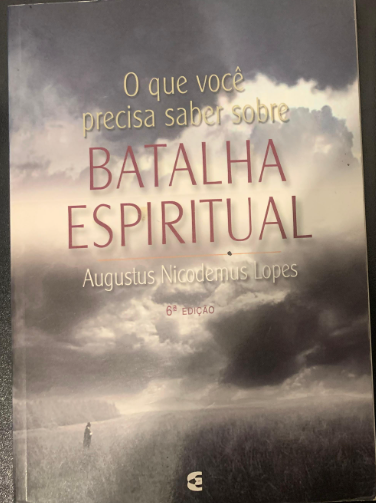 O que você
precisa saber sobre
BATALHA
ESPIRITUAL
Augustus Nicodemus Lopes
6ª EDIÇÃO